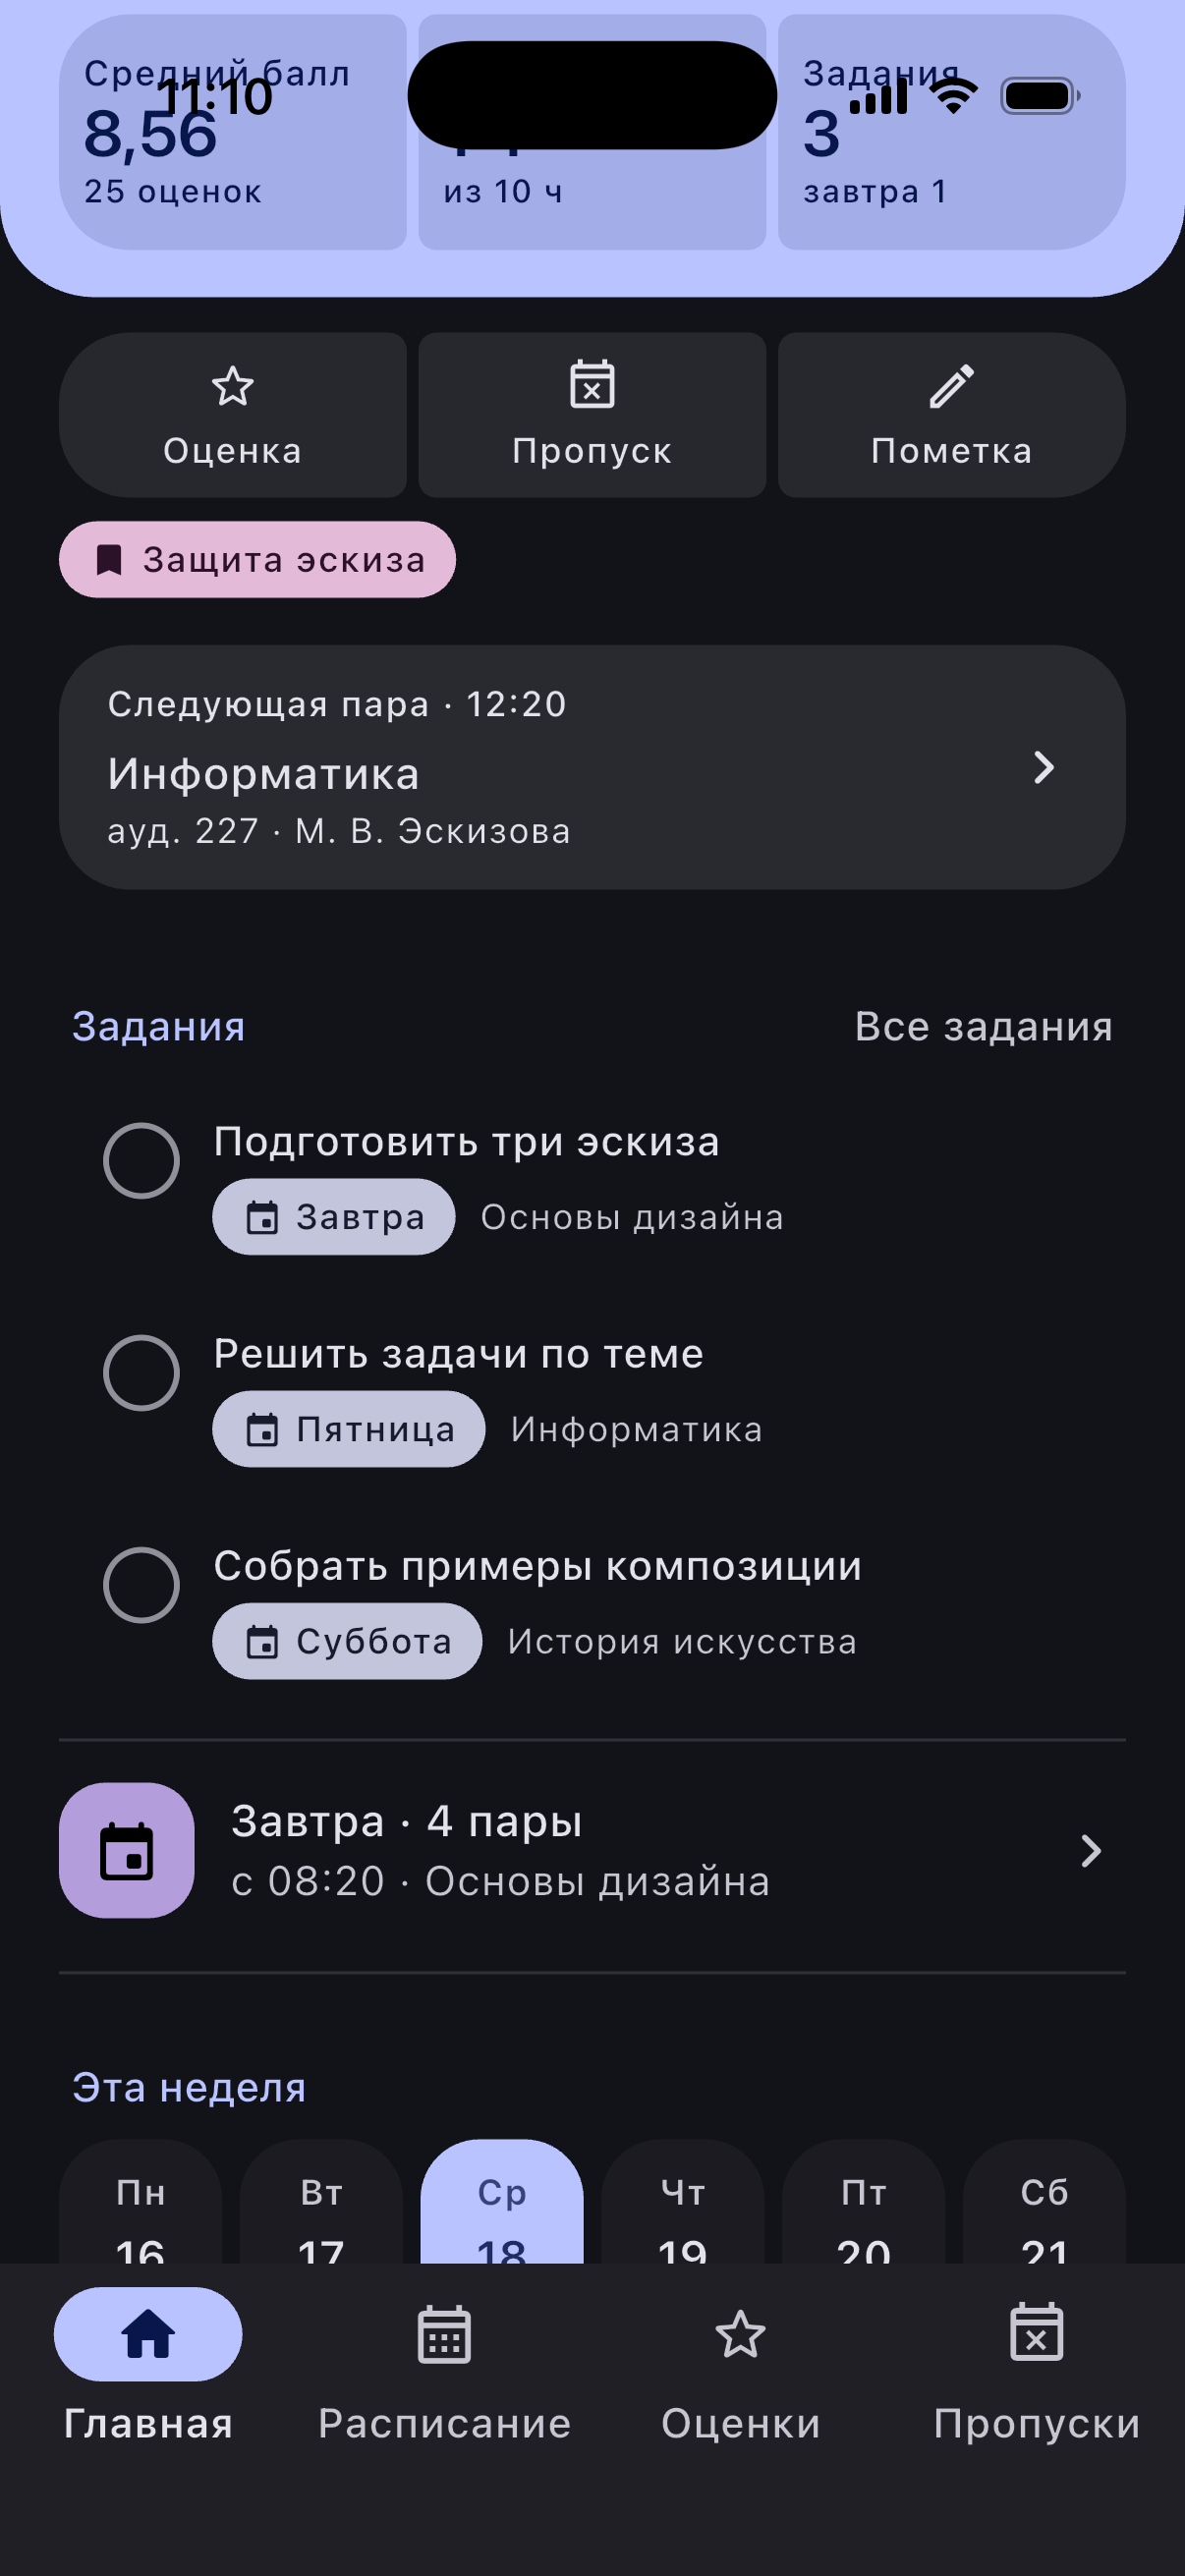 Средний балл
Задания
11:10
8,56
3
25 оценок
из 10 ч
завтра 1
Оценка
Пропуск
Пометка
Защита эскиза
Следующая пара · 12:20
Информатика
ауд. 227 · М. В. Эскизова
Задания
Все задания
Подготовить три эскиза
Завтра
Основы дизайна
Решить задачи по теме
Пятница
Информатика
Собрать примеры композиции
Суббота
История искусства
Завтра · 4 пары
с 08:20 · Основы дизайна
Эта неделя
Пн
Вт
Ср
Чт
Пт
Сб
16
17
18
19
20
21
Главная
Расписание
Оценки
Пропуски